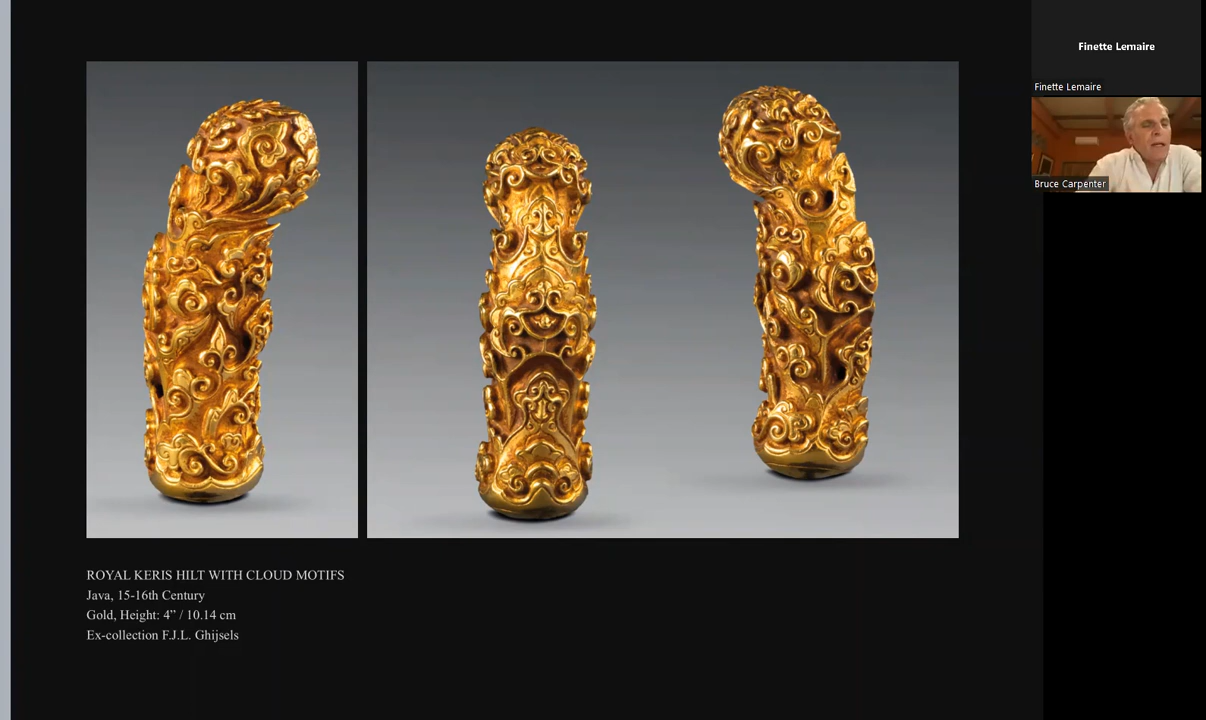 Finette Lemaire
Finette Lemaire
Bruce Carpenter
ROYAL KERIS HILT WITH CLOUD MOTIFS
Java, 15-16th Century
Gold, Height: 4” / 10.14 cm
Ex-collection F.J.L. Ghijsels